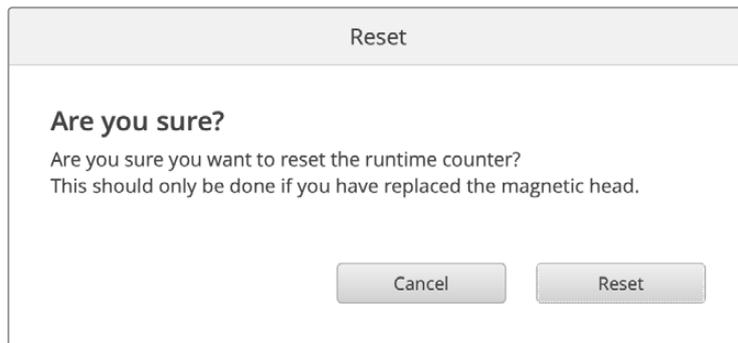 Reset
Are you sure?
Are you sure you want to reset the runtime counter?
This should only be done if you have replaced the magnetic head.
Cancel Reset